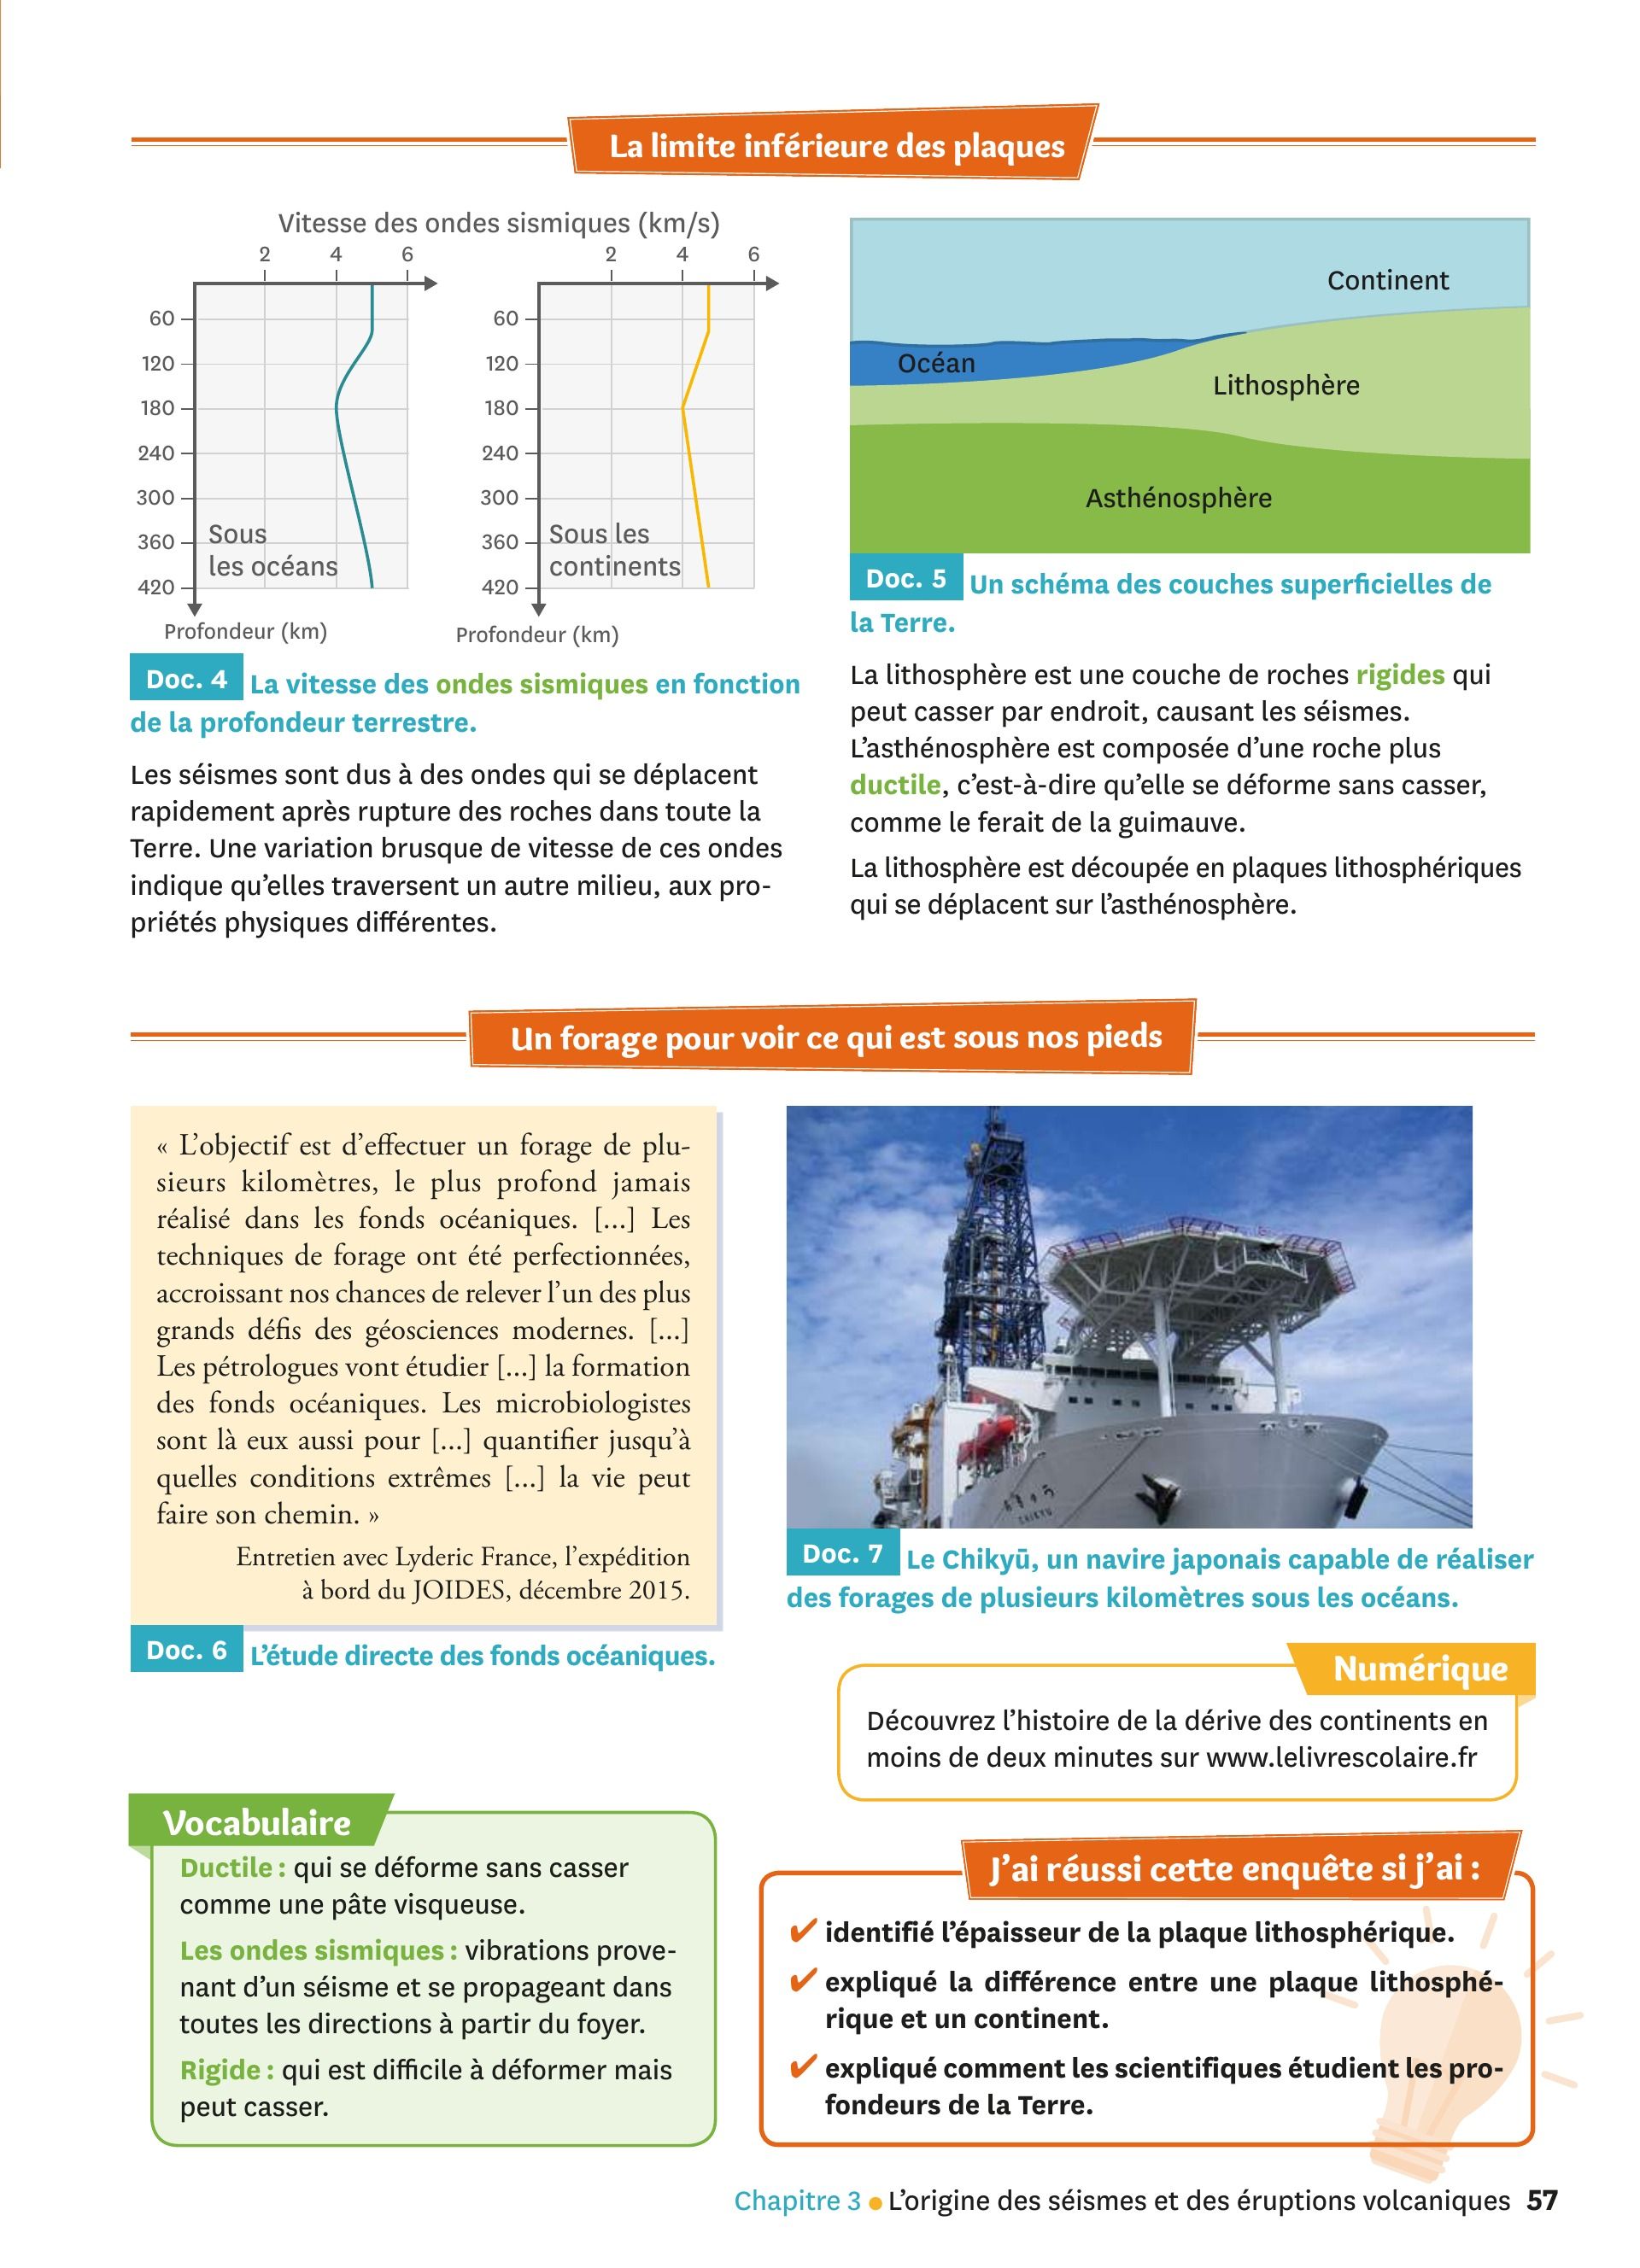 La limite inférieure des plaques
Vitesse des ondes sismiques (km/s)
2 4 6
60
120
180
240
300
360
420
Sous
les océans
Profondeur (km)
2 4 6
60
120
180
240
300
360
420
Sous les
continents
Profondeur (km)
Doc. 4 La vitesse des ondes sismiques en fonction
de la profondeur terrestre.
Les séismes sont dus à des ondes qui se déplacent
rapidement après rupture des roches dans toute la
Terre. Une variation brusque de vitesse de ces ondes
indique qu'elles traversent un autre milieu, aux pro-
priétés physiques différentes.
Continent
Océan
Lithosphère
Asthénosphère
Doc. 5 Un schéma des couches superficielles de
la Terre.
La lithosphère est une couche de roches rigides qui
peut casser par endroit, causant les séismes.
L'asthénosphère est composée d'une roche plus
ductile, c'est-à-dire qu'elle se déforme sans casser,
comme le ferait de la guimauve.
La lithosphère est découpée en plaques lithosphériques
qui se déplacent sur l'asthénosphère.
Un forage pour voir ce qui est sous nos pieds
« L'objectif est d'effectuer un forage de plu-
sieurs kilomètres, le plus profond jamais
réalisé dans les fonds océaniques. [...] Les
techniques de forage ont été perfectionnées,
accroissant nos chances de relever l'un des plus
grands défis des géosciences modernes. [...]
Les pétrologues vont étudier [...] la formation
des fonds océaniques. Les microbiologistes
sont là eux aussi pour [...] quantifier jusqu'à
quelles conditions extrêmes [...] la vie peut
faire son chemin. »
Entretien avec Lyderic France, l'expédition
à bord du JOIDES, décembre 2015.
Doc. 6 L'étude directe des fonds océaniques.
ちきゅう
CHIKYU
Doc. 7 Le Chikyū, un navire japonais capable de réaliser
des forages de plusieurs kilomètres sous les océans.
Numérique
Découvrez l'histoire de la dérive des continents en
moins de deux minutes sur www.lelivrescolaire.fr
Vocabulaire
Ductile : qui se déforme sans casser
comme une pâte visqueuse.
Les ondes sismiques : vibrations prove-
nant d'un séisme et se propageant dans
toutes les directions à partir du foyer.
Rigide : qui est difficile à déformer mais
peut casser.
J'ai réussi cette enquête si j'ai :
✔ identifié l'épaisseur de la plaque lithosphérique.
✔ expliqué la différence entre une plaque lithosphé-
rique et un continent.
✔ expliqué comment les scientifiques étudient les pro-
fondeurs de la Terre.
Chapitre 3 ● L'origine des séismes et des éruptions volcaniques 57